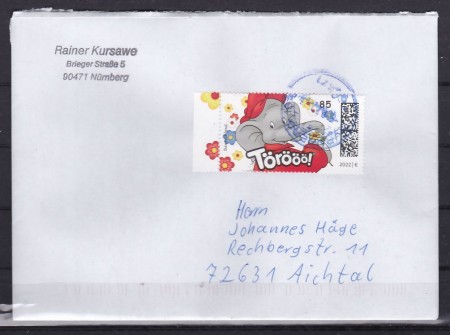 Rainer Kursawe
Brieger Straße 5
90471 Nürnberg
85
Törööö!
2022 | €
Herrn
Johannes Häge
Rechbergstr. 11
72631 Aichtal